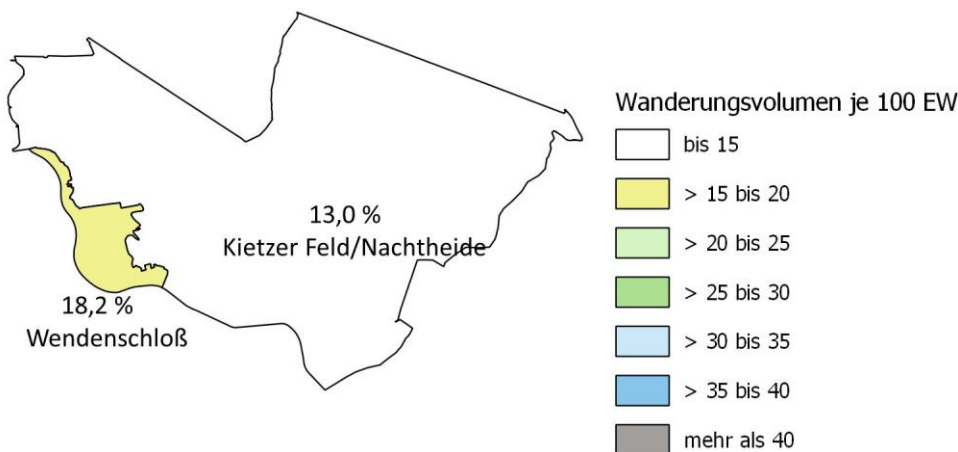 13,0 %
Kietzer Feld/Nachtheide
18,2 %
Wendenschloß
Wanderungsvolumen je 100 EW
bis 15
> 15 bis 20
> 20 bis 25
> 25 bis 30
> 30 bis 35
> 35 bis 40
mehr als 40